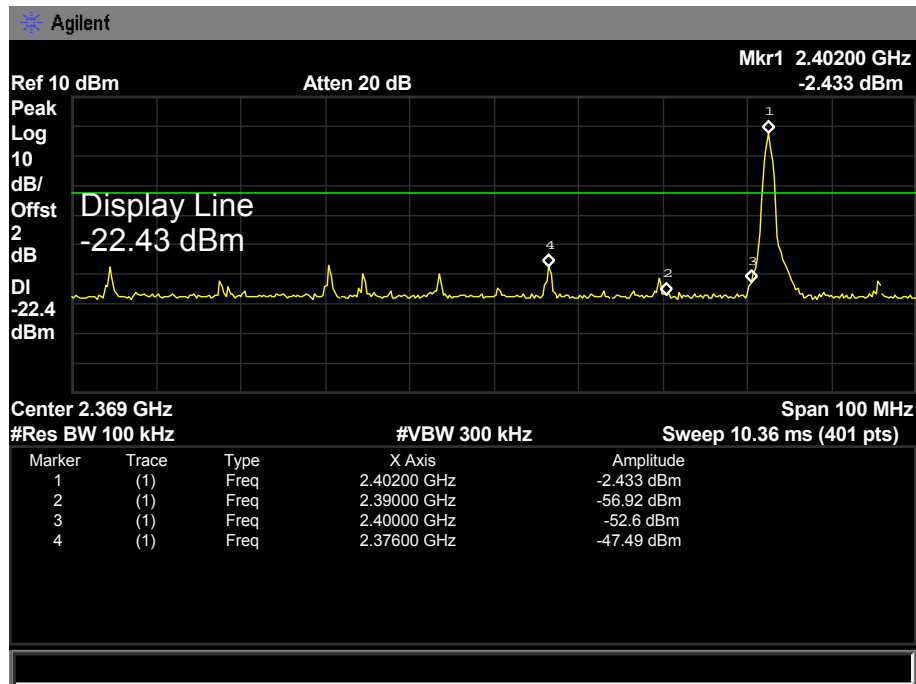 Agilent
Mkr1 2.40200 GHz
Ref 10 dBm Atten 20 dB -2.433 dBm
Peak
Log
10
dB/
Offst
2
dB
DI
-22.4
dBm
Display Line
-22.43 dBm
1
4
2
3
Center 2.369 GHz Span 100 MHz
#Res BW 100 kHz #VBW 300 kHz Sweep 10.36 ms (401 pts)
Marker Trace Type X Axis Amplitude
1 (1) Freq 2.40200 GHz -2.433 dBm
2 (1) Freq 2.39000 GHz -56.92 dBm
3 (1) Freq 2.40000 GHz -52.6 dBm
4 (1) Freq 2.37600 GHz -47.49 dBm